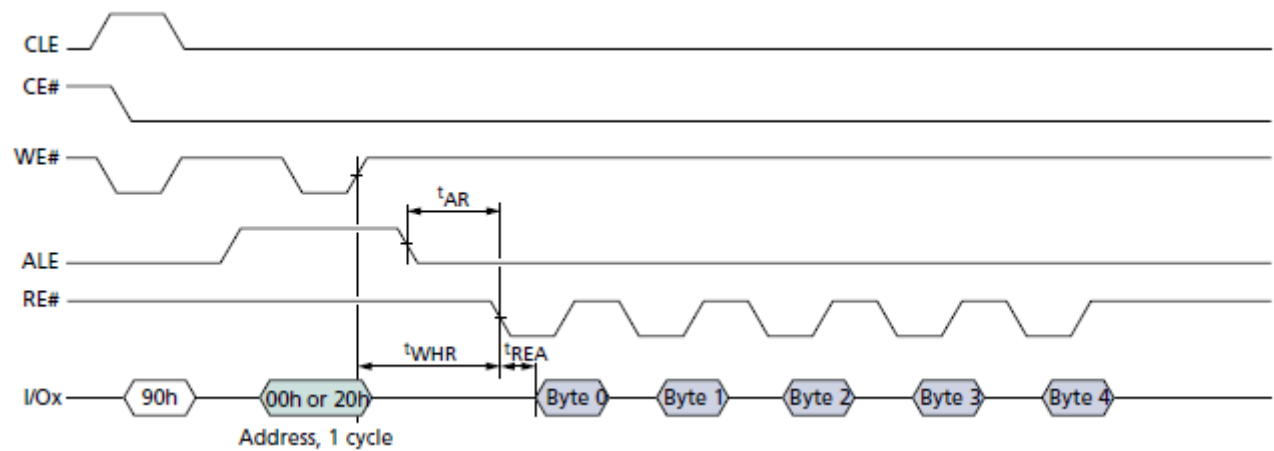 CLE
CE#
WE#
tAR
ALE
RE#
tWHR tREA
I/Ox 90h 00h or 20h Byte 0 Byte 1 Byte 2 Byte 3 Byte 4
Address, 1 cycle